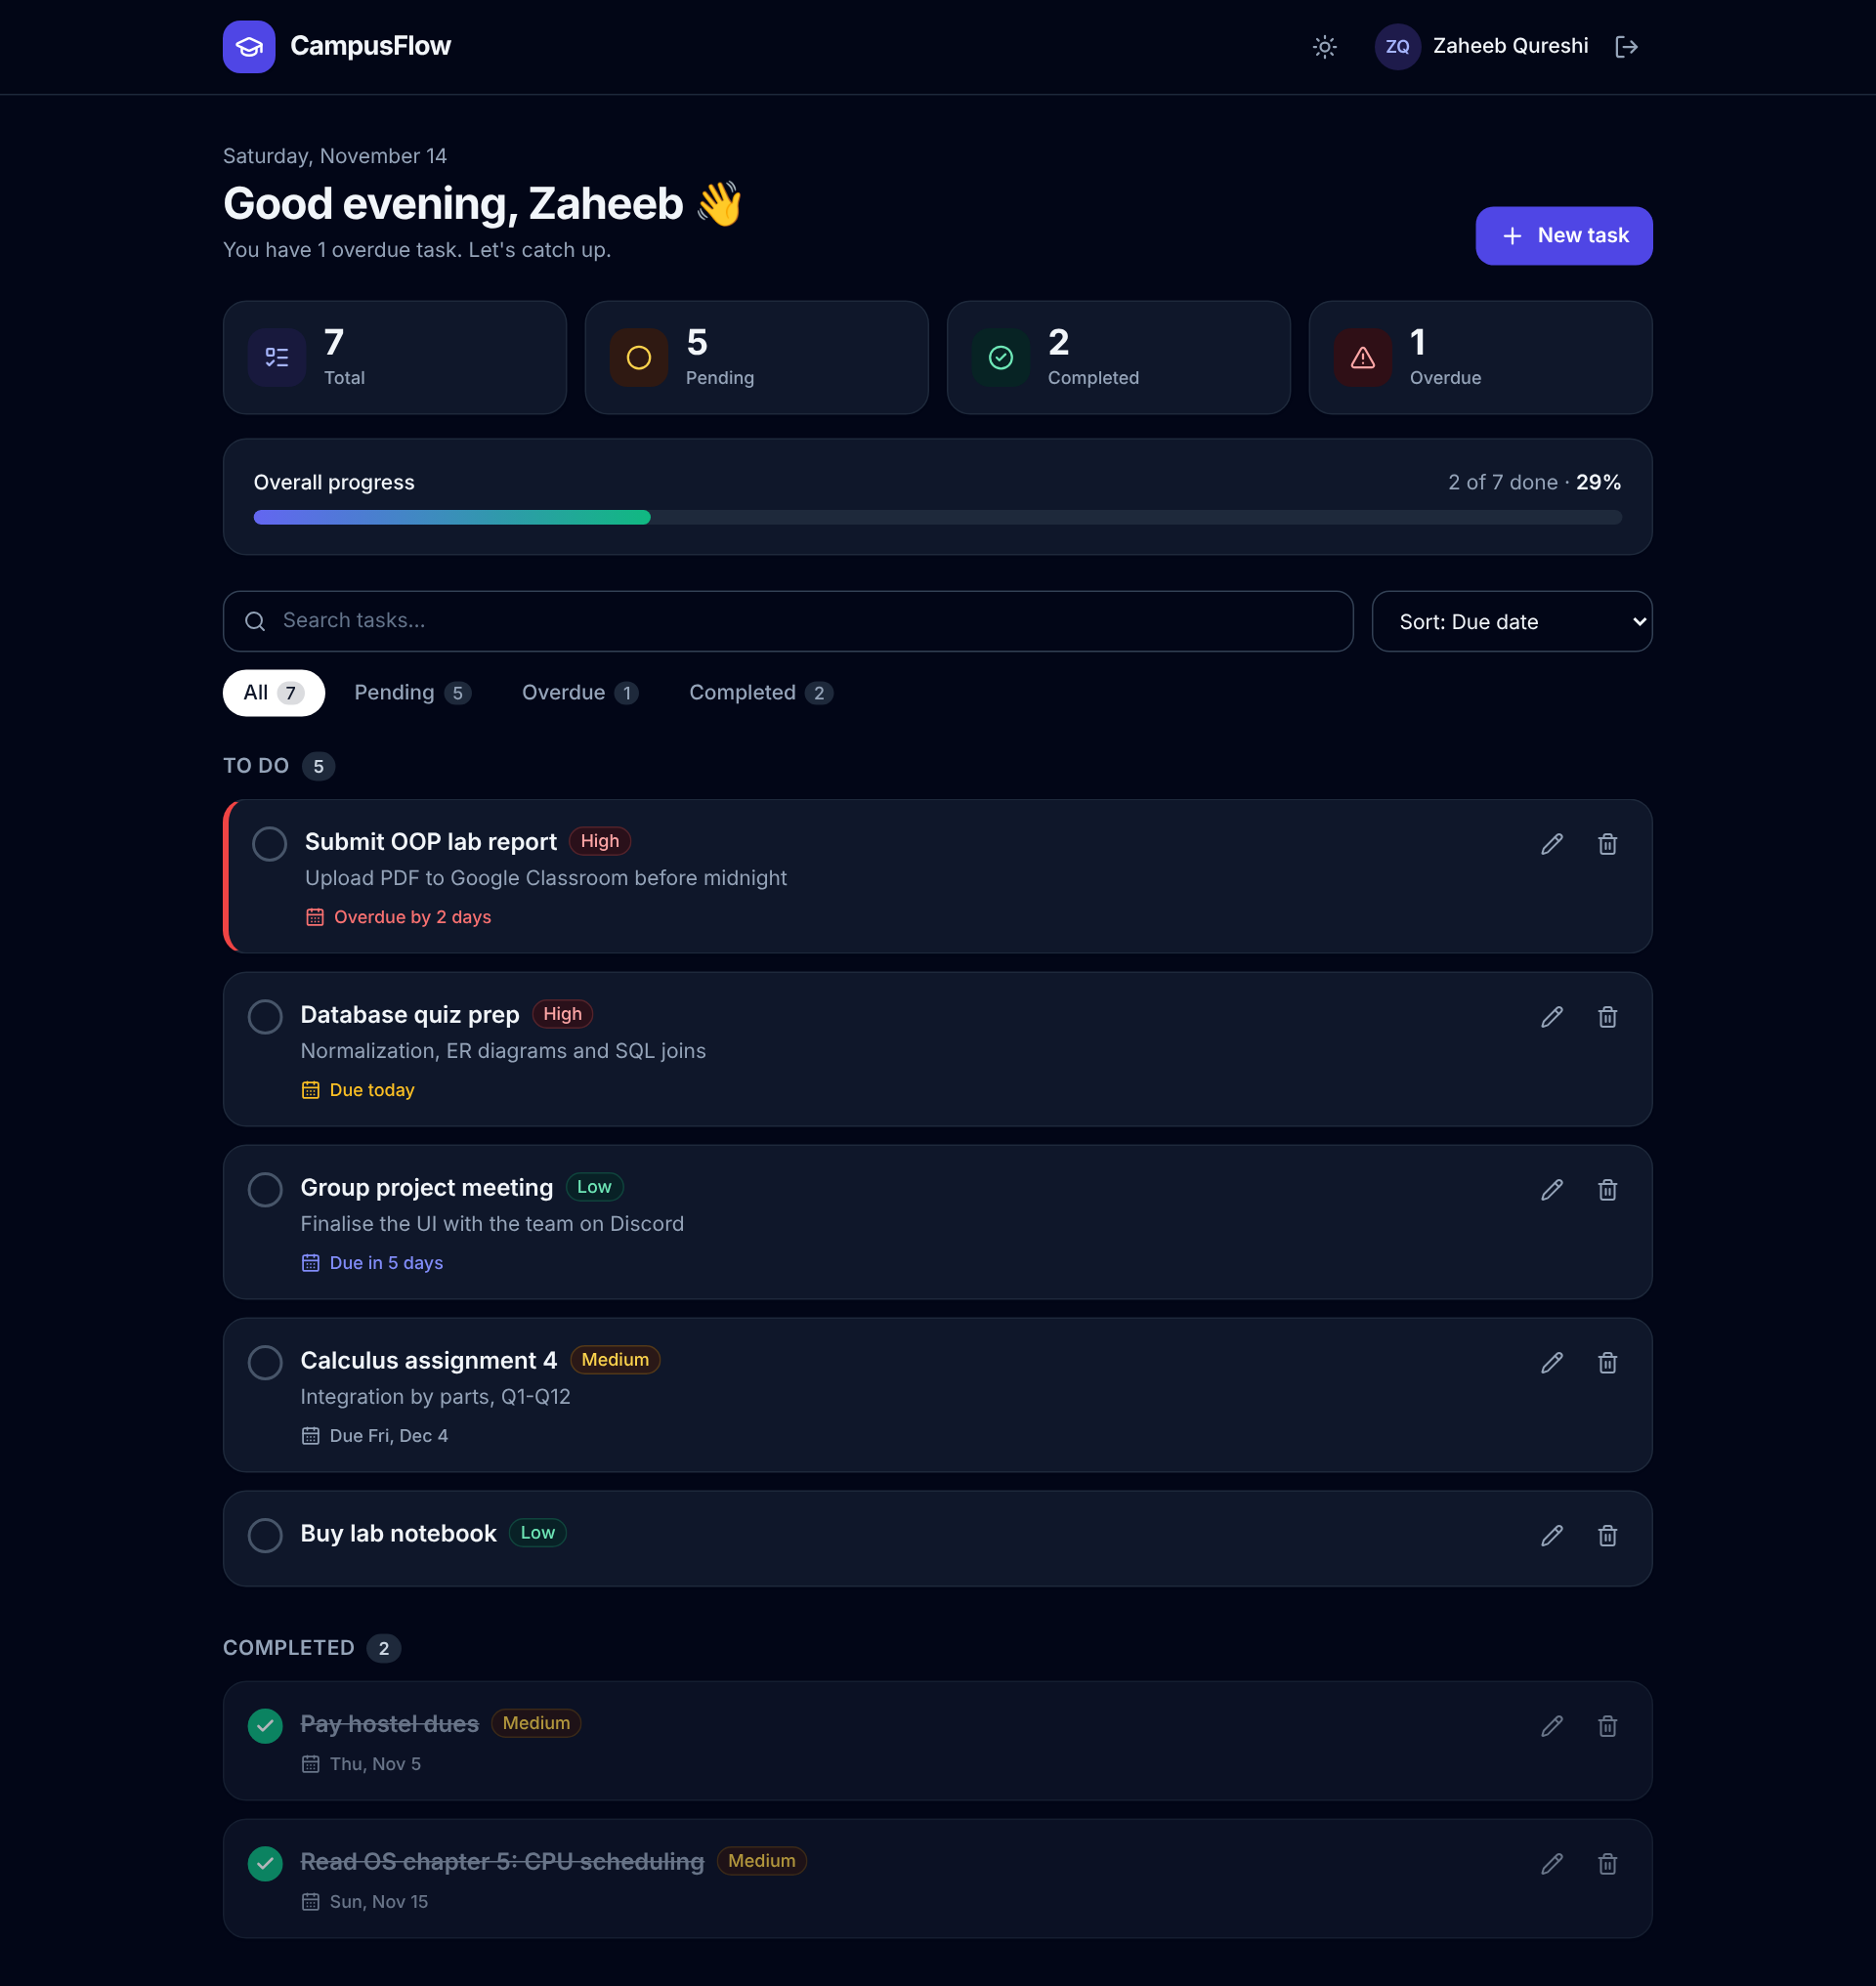 CampusFlow
ZQ Zaheeb Qureshi
Saturday, November 14
Good evening, Zaheeb 👋
You have 1 overdue task. Let's catch up.
New task
7
Total
5
Pending
2
Completed
1
Overdue
Overall progress
2 of 7 done · 29%
Search tasks...
Sort: Due date
All 7
Pending 5
Overdue 1
Completed 2
TO DO 5
Submit OOP lab report High
Upload PDF to Google Classroom before midnight
Overdue by 2 days
Database quiz prep High
Normalization, ER diagrams and SQL joins
Due today
Group project meeting Low
Finalise the UI with the team on Discord
Due in 5 days
Calculus assignment 4 Medium
Integration by parts, Q1-Q12
Due Fri, Dec 4
Buy lab notebook Low
COMPLETED 2
Pay hostel dues Medium
Thu, Nov 5
Read OS chapter 5: CPU scheduling Medium
Sun, Nov 15